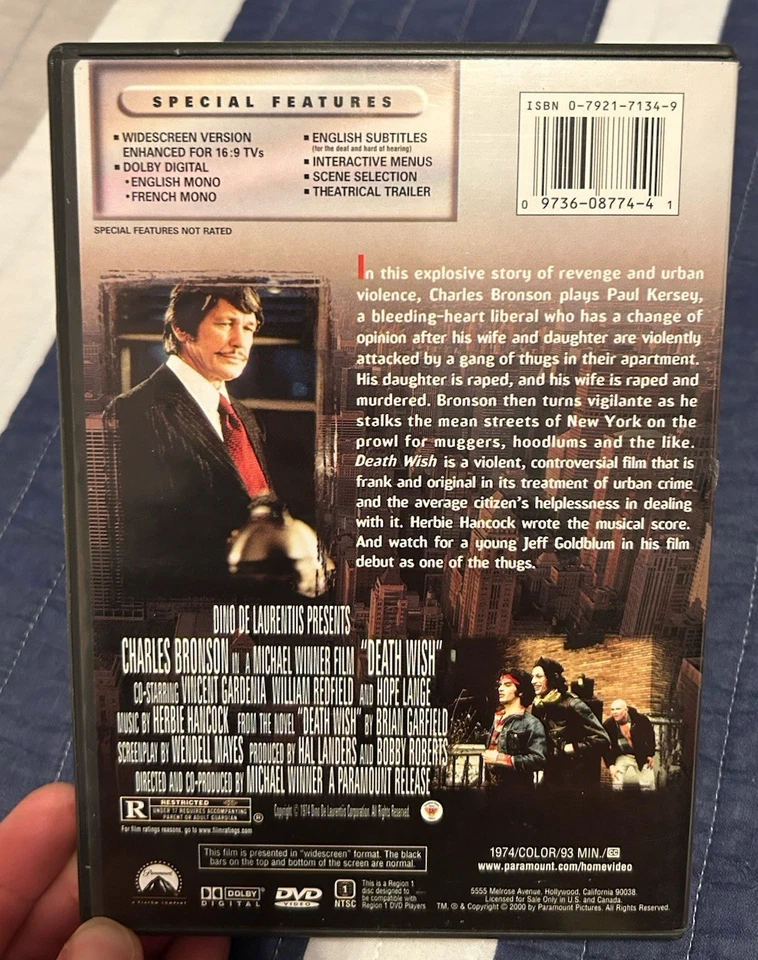 SPECIAL FEATURES
▪ WIDESCREEN VERSION
ENHANCED FOR 16:9 TVs
▪ DOLBY DIGITAL
• ENGLISH MONO
• FRENCH MONO
▪ ENGLISH SUBTITLES
(for the deaf and hard of hearing)
▪ INTERACTIVE MENUS
▪ SCENE SELECTION
▪ THEATRICAL TRAILER
SPECIAL FEATURES NOT RATED
ISBN 0-7921-7134-9
0 9736-08774-4 1
In this explosive story of revenge and urban
violence, Charles Bronson plays Paul Kersey,
a bleeding-heart liberal who has a change of
opinion after his wife and daughter are violently
attacked by a gang of thugs in their apartment.
His daughter is raped, and his wife is raped and
murdered. Bronson then turns vigilante as he
stalks the mean streets of New York on the
prowl for muggers, hoodlums and the like.
Death Wish is a violent, controversial film that is
frank and original in its treatment of urban crime
and the average citizen's helplessness in dealing
with it. Herbie Hancock wrote the musical score.
And watch for a young Jeff Goldblum in his film
debut as one of the thugs.
DINO DE LAURENTIIS PRESENTS
CHARLES BRONSON IN A MICHAEL WINNER FILM "DEATH WISH"
CO-STARRING VINCENT GARDENIA WILLIAM REDFIELD AND HOPE LANGE
MUSIC BY HERBIE HANCOCK FROM THE NOVEL "DEATH WISH" BY BRIAN GARFIELD
SCREENPLAY BY WENDELL MAYES PRODUCED BY HAL LANDERS AND BOBBY ROBERTS
DIRECTED AND CO-PRODUCED BY MICHAEL WINNER A PARAMOUNT RELEASE
R RESTRICTED
UNDER 17 REQUIRES ACCOMPANYING
PARENT OR ADULT GUARDIAN ®
For film ratings reasons, go to www.filmratings.com
Copyright © 1974 Dino De Laurentiis Corporation. All Rights Reserved.
This film is presented in "widescreen" format. The black
bars on the top and bottom of the screen are normal.
1974/COLOR/93 MIN./CC
www.paramount.com/homevideo
Paramount
DOLBY
DIGITAL
DVD
VIDEO
1
NTSC
This is a Region 1
disc designed to
be compatible with
Region 1 DVD Players
5555 Melrose Avenue, Hollywood, California 90038.
Licensed for Sale Only in U.S. and Canada.
TM, ® & Copyright © 2000 by Paramount Pictures. All Rights Reserved.